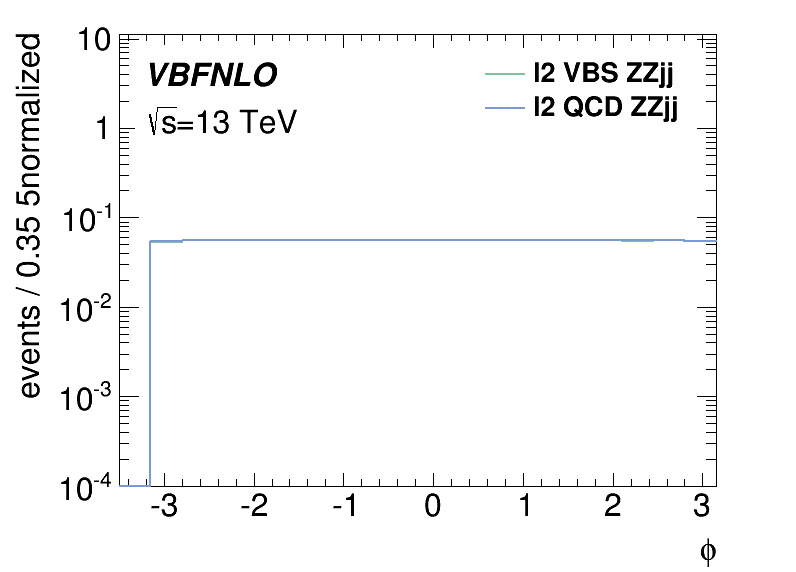 events / 0.35 5normalized
10
1
10⁻¹
10⁻²
10⁻³
10⁻⁴
VBFNLO
√s=13 TeV
l2 VBS ZZjj
l2 QCD ZZjj
-3 -2 -1 0 1 2 3
ϕ